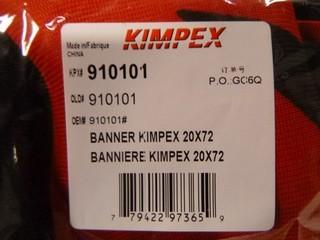 KIMPEX
Made in/Fabrique
CHINA
KPX# 910101
订 单 号
P.O. GC6Q
OLD# 910101
OEM# 910101#
BANNER KIMPEX 20X72
BANNIERE KIMPEX 20X72
7 79422 97365 9